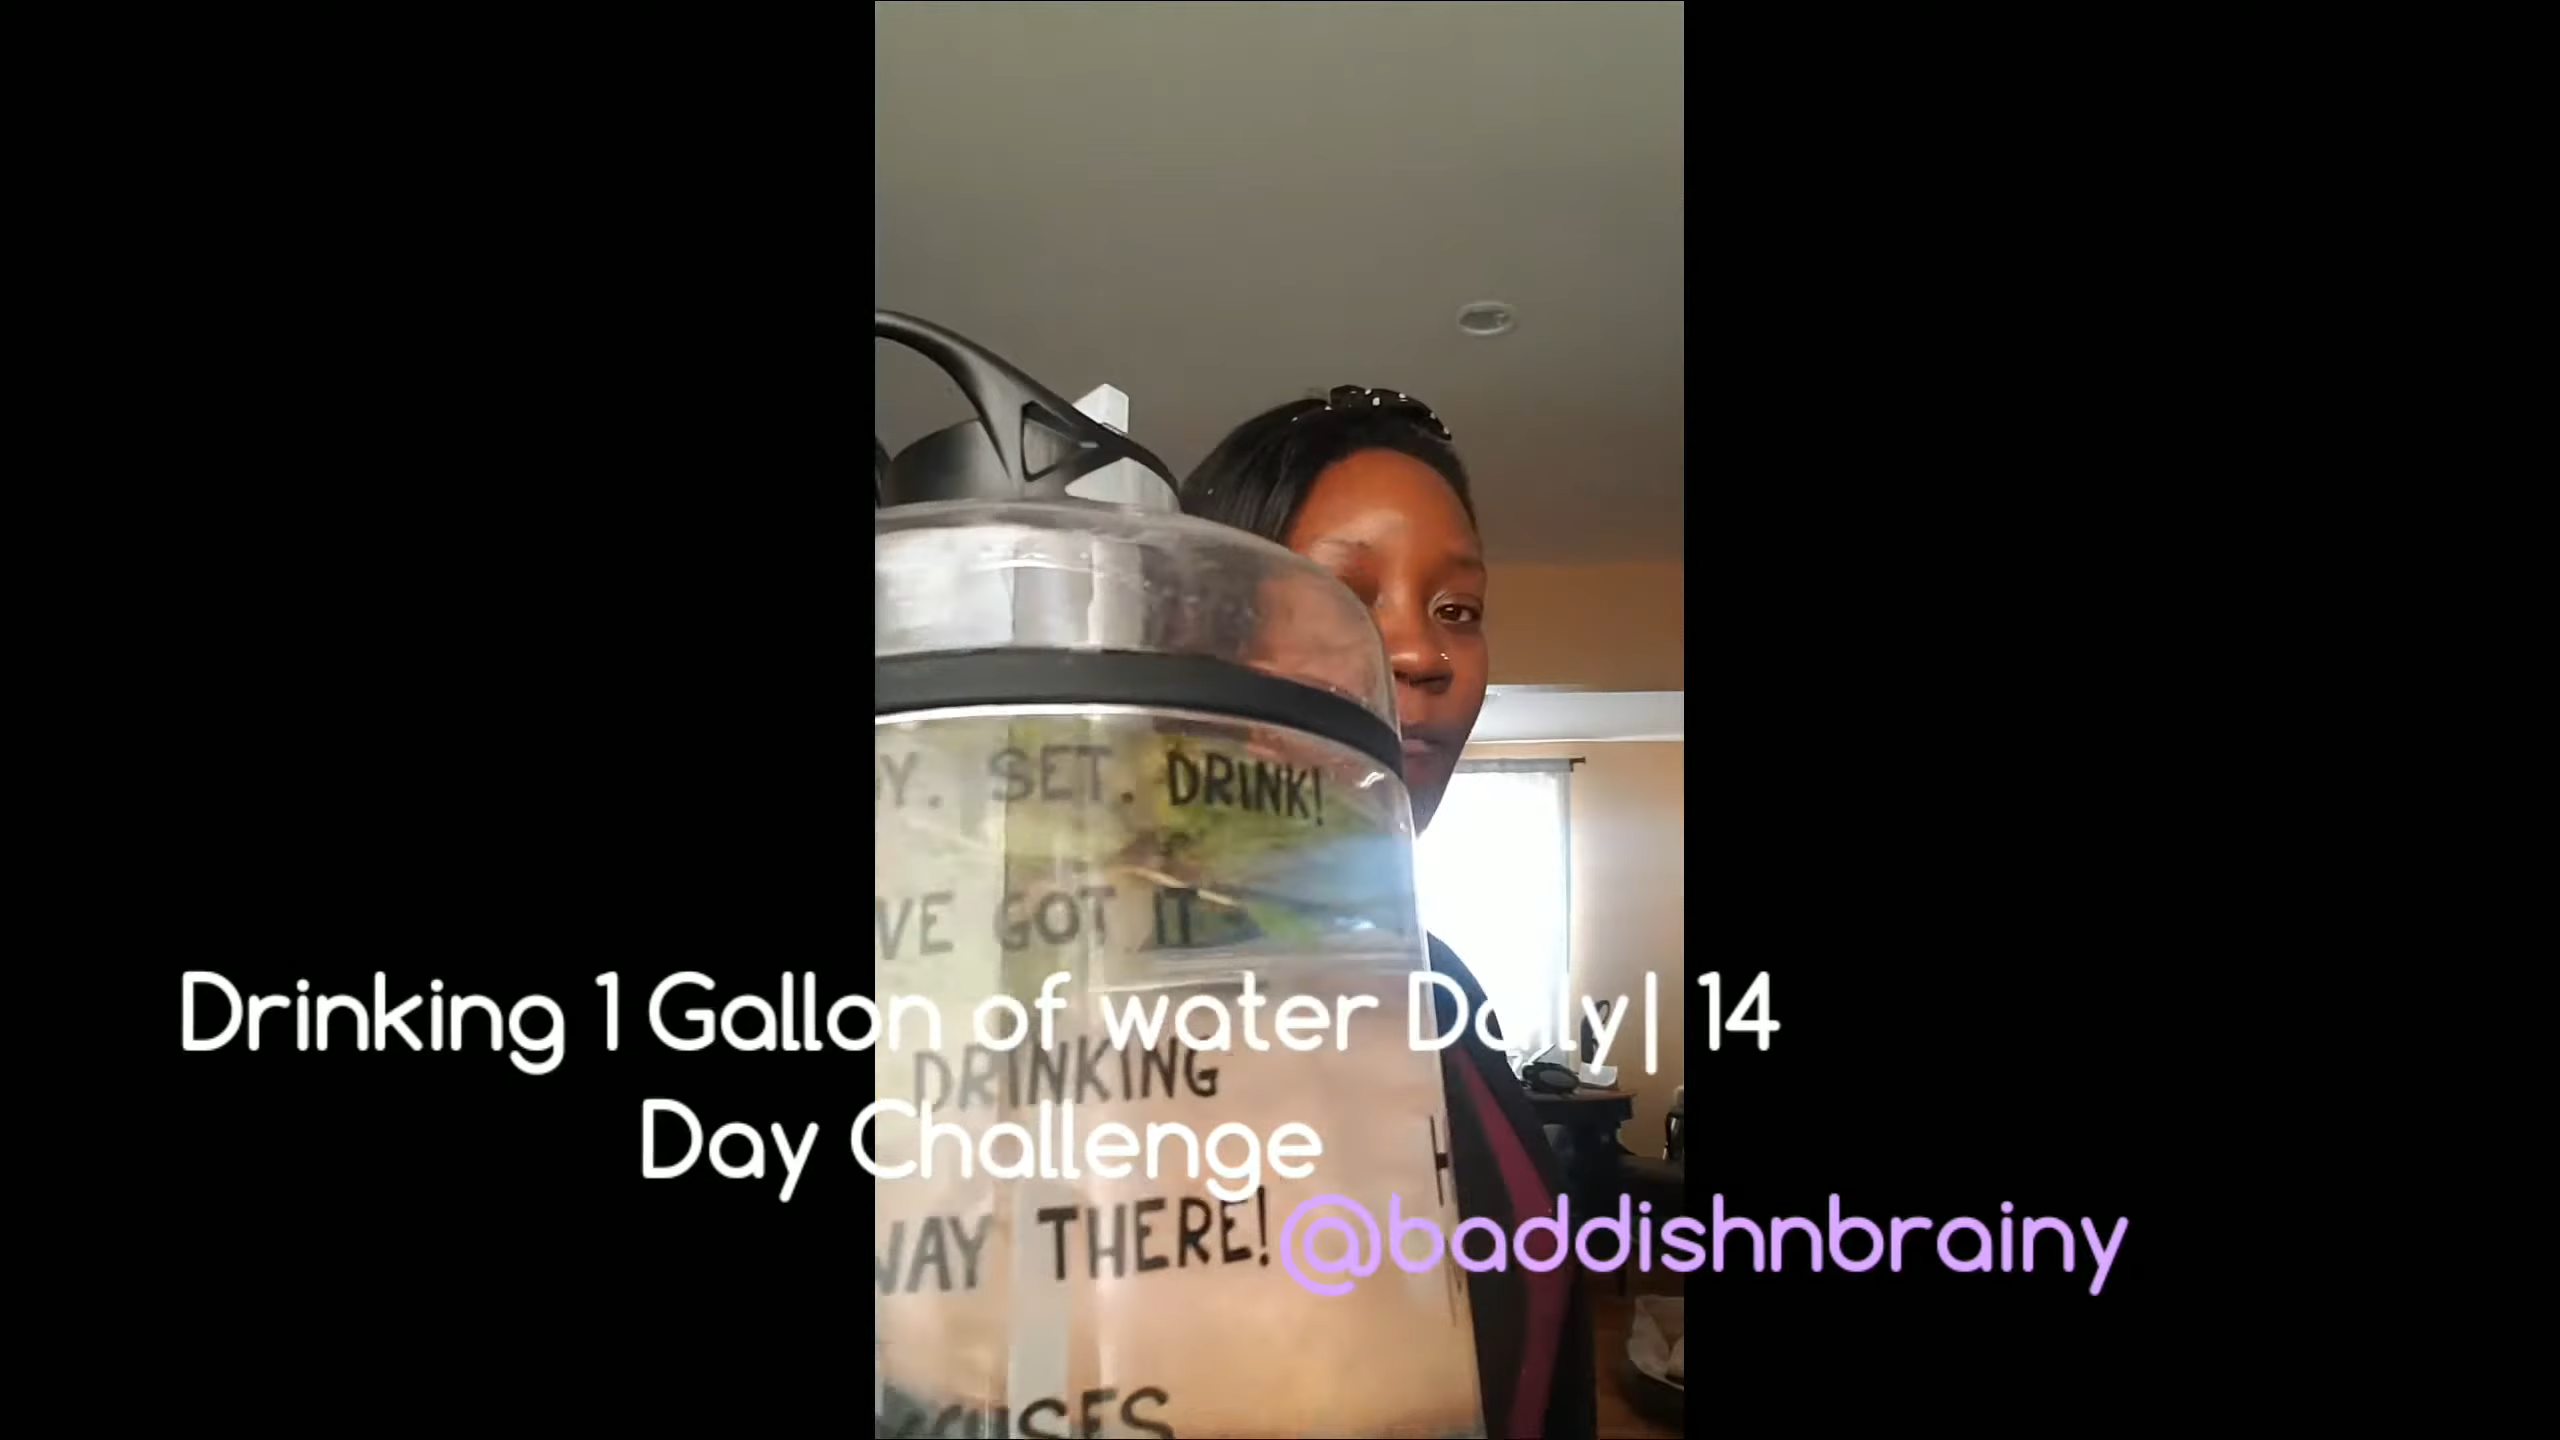 SET. DRINK!
GOT IT
Drinking 1 Gallon of water Daily| 14
DRINKING
Day Challenge
THERE!
@baddishnbrainy